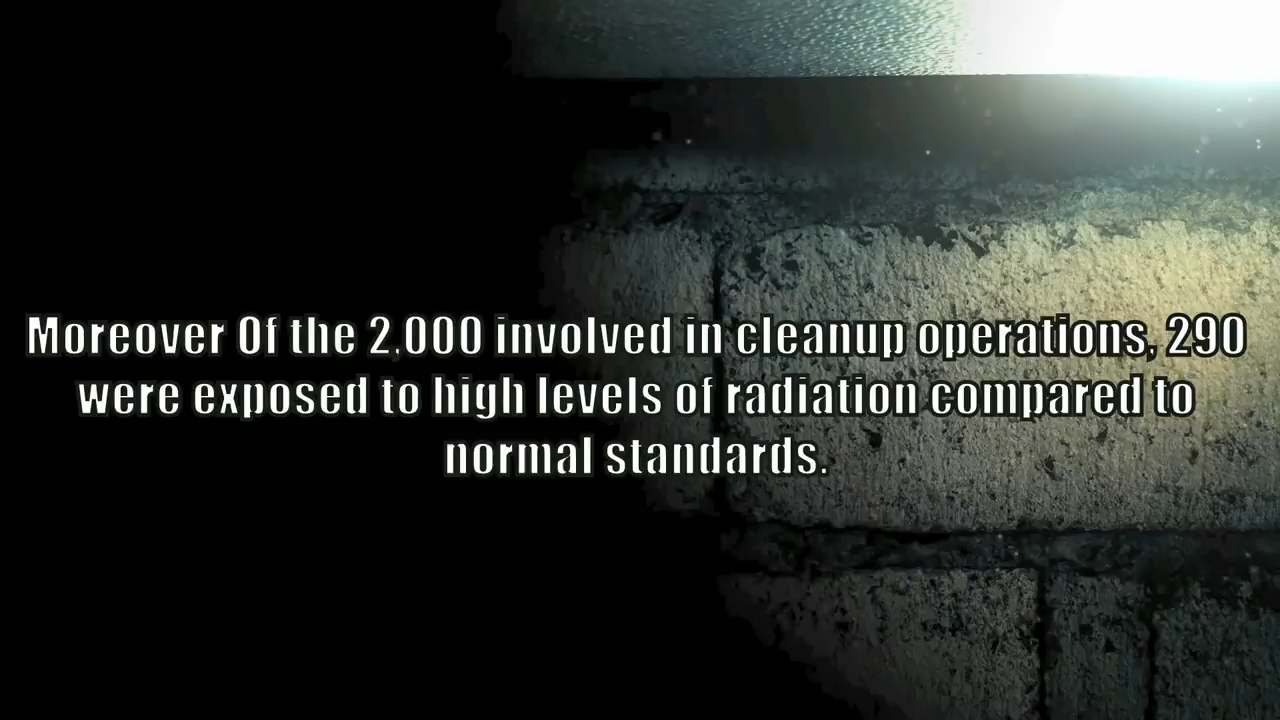 Moreover Of the 2,000 involved in cleanup operations, 290
were exposed to high levels of radiation compared to
normal standards.